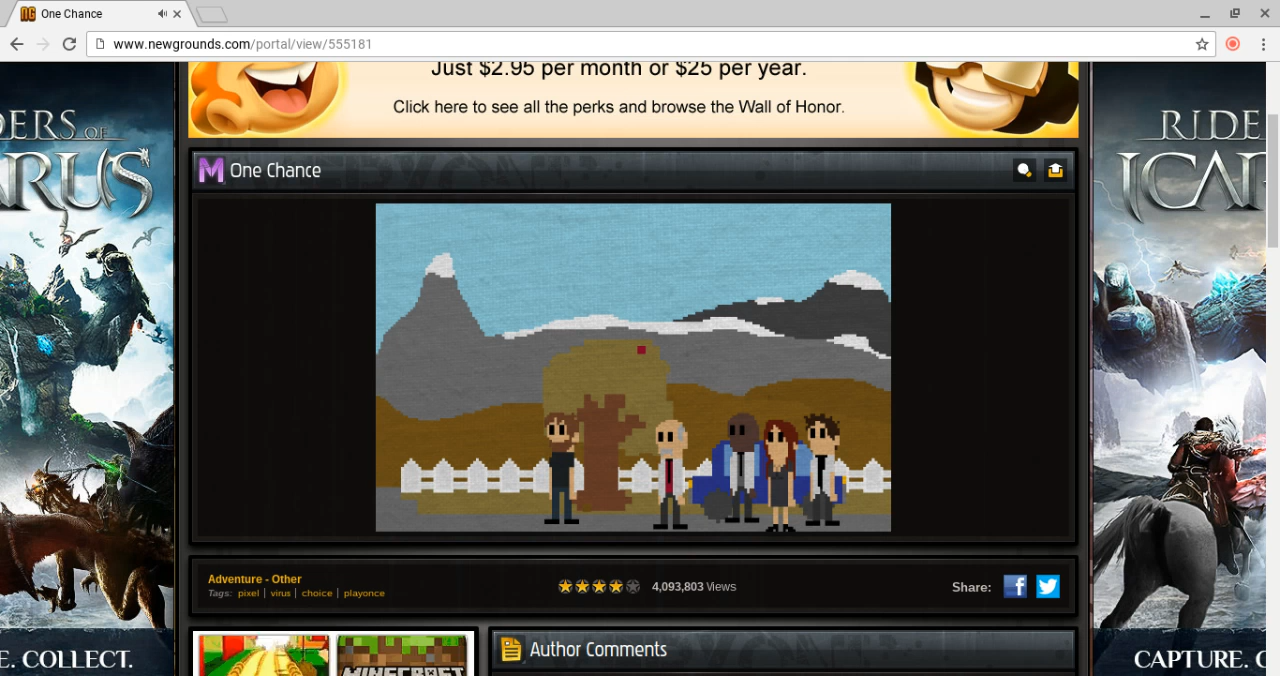 One Chance
www.newgrounds.com/portal/view/555181
Just $2.95 per month or $25 per year.
Click here to see all the perks and browse the Wall of Honor.
DERS OF
CARUS
RIDE
ICAR
M One Chance
Adventure - Other
Tags: pixel | virus | choice | playonce
4,093,803 Views
Share:
f
E. COLLECT.
MINECRAFT
Author Comments
CAPTURE. C